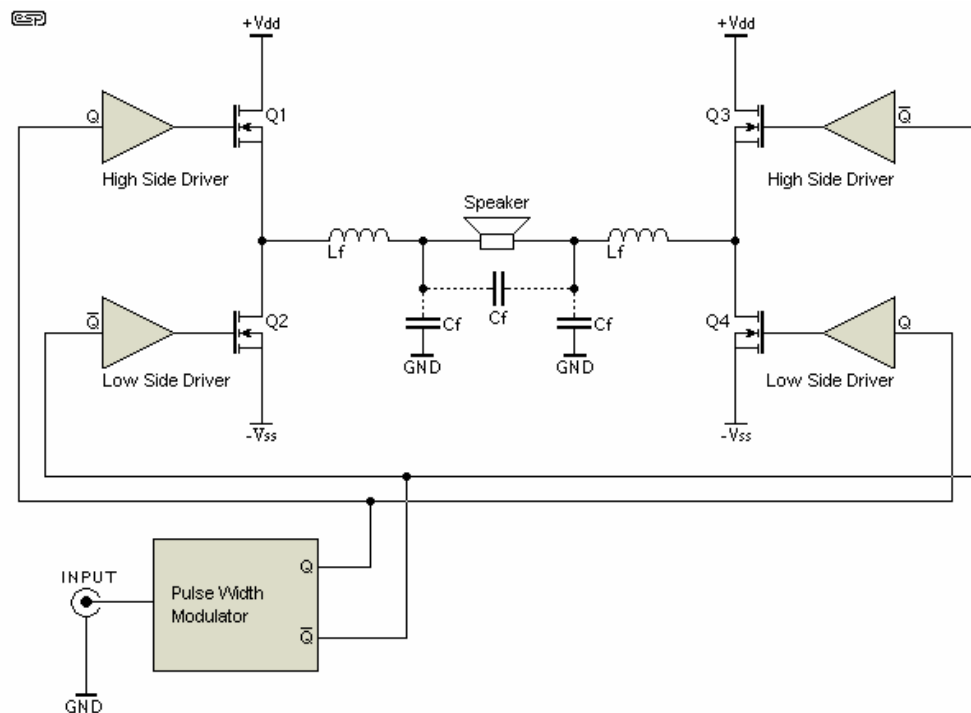 esp
+Vdd
+Vdd
Q
Q1
Q3
Q̅
High Side Driver
High Side Driver
Speaker
Lf
Lf
Q̅
Q2
Cf
Cf
Cf
Q4
Q
Low Side Driver
GND
GND
Low Side Driver
-Vss
-Vss
INPUT
Pulse Width
Modulator
Q
Q̅
GND